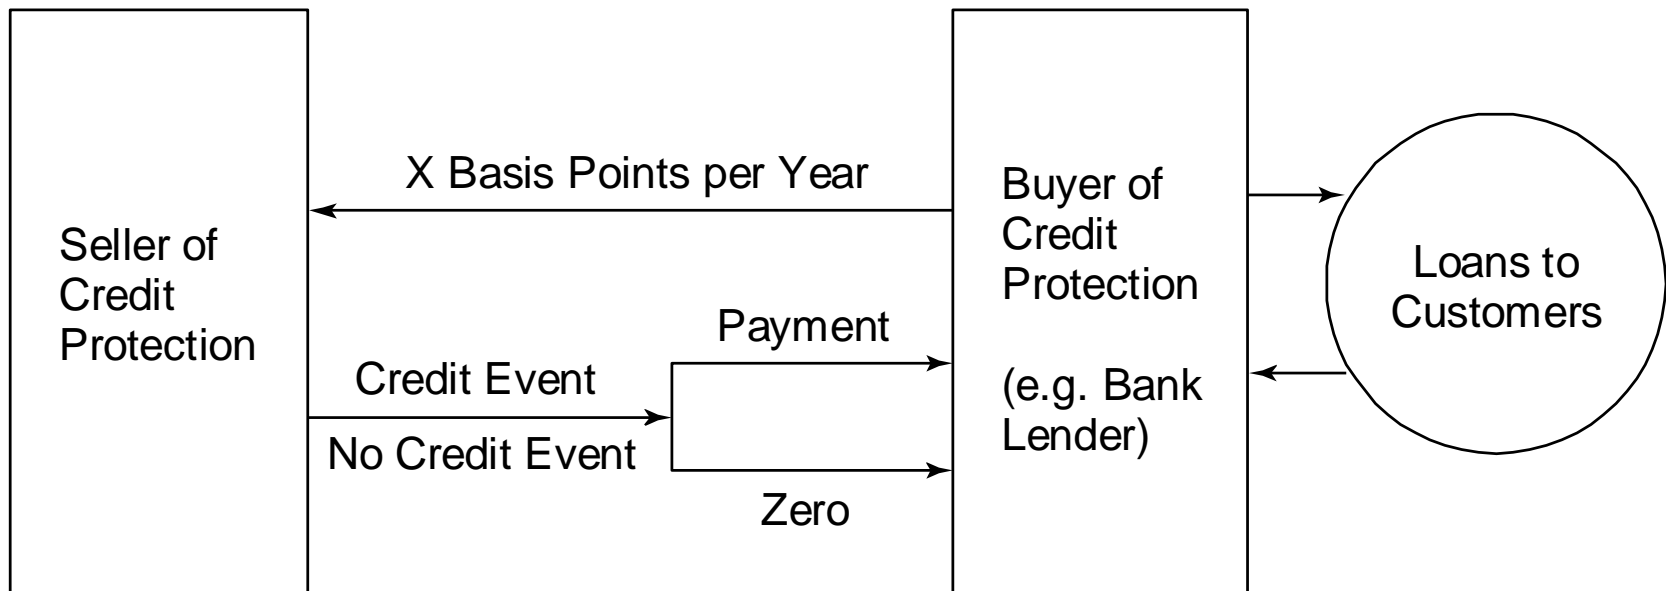 Seller of
Credit
Protection
X Basis Points per Year
Credit Event
No Credit Event
Payment
Zero
Buyer of
Credit
Protection
(e.g. Bank
Lender)
Loans to
Customers